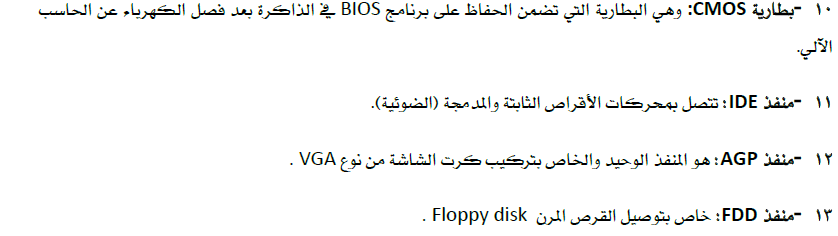 ١٠ -بطارية CMOS: وهي البطارية التي تضمن الحفاظ على برنامج BIOS في الذاكرة بعد فصل الكهرباء عن الحاسب
الآلي.
١١ -منفذ IDE: تتصل بمحركات الأقراص الثابتة والمدمجة (الضوئية).
١٢ -منفذ AGP: هو المنفذ الوحيد والخاص بتركيب كرت الشاشة من نوع VGA .
١٣ -منفذ FDD: خاص بتوصيل القرص المرن Floppy disk .